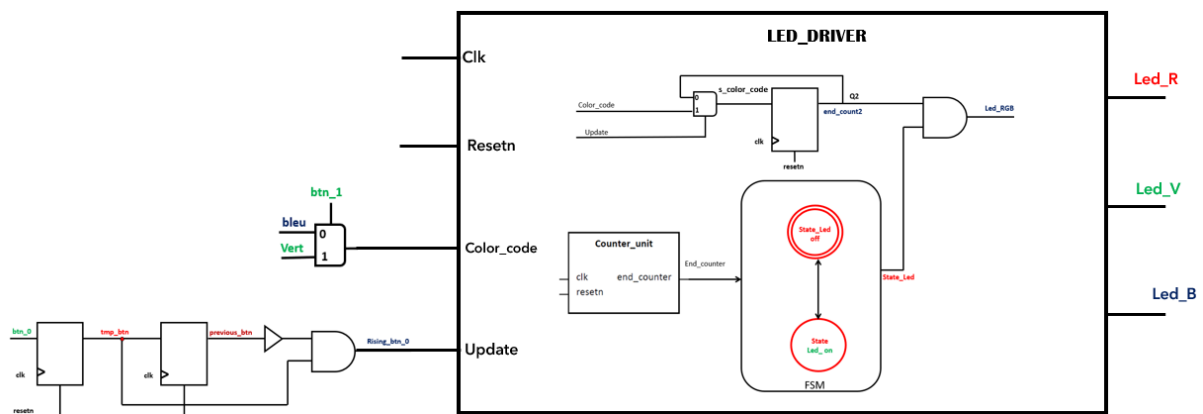 LED_DRIVER
Clk
Resetn
btn_1
bleu
0
Vert
1
Color_code
btn_0
tmp_btn
previous_btn
Rising_btn_0
Update
clk
clk
resetn
Color_code
0
1
Update
s_color_code
Q2
end_count2
clk
resetn
Led_RGB
Counter_unit
clk
end_counter
resetn
End_counter
State_Led
off
State
Led_ on
FSM
State_Led
Led_R
Led_V
Led_B